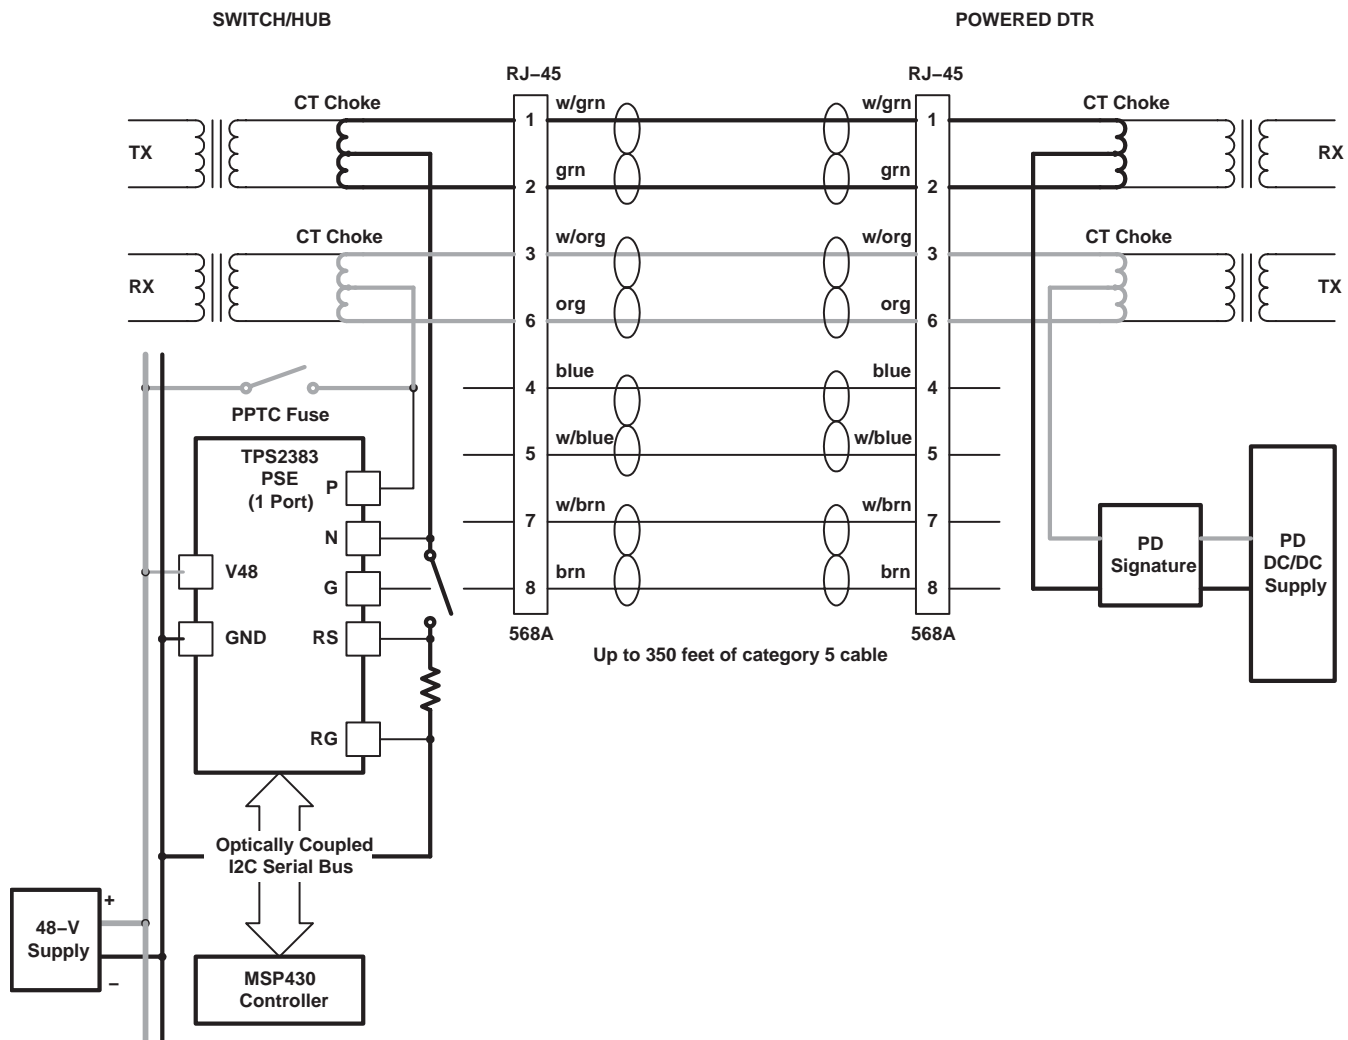 SWITCH/HUB
POWERED DTR
RJ−45
RJ−45
CT Choke
w/grn
w/grn
CT Choke
1
1
TX
RX
grn
grn
2
2
CT Choke
w/org
w/org
CT Choke
3
3
RX
TX
org
org
6
6
blue
blue
4
4
PPTC Fuse
w/blue
w/blue
5
5
TPS2383
PSE
(1 Port)
P
w/brn
w/brn
7
7
N
PD
Signature
PD
DC/DC
Supply
V48
brn
brn
G
8
8
GND
RS
568A
568A
Up to 350 feet of category 5 cable
RG
Optically Coupled
I2C Serial Bus
+
48−V
Supply
−
MSP430
Controller